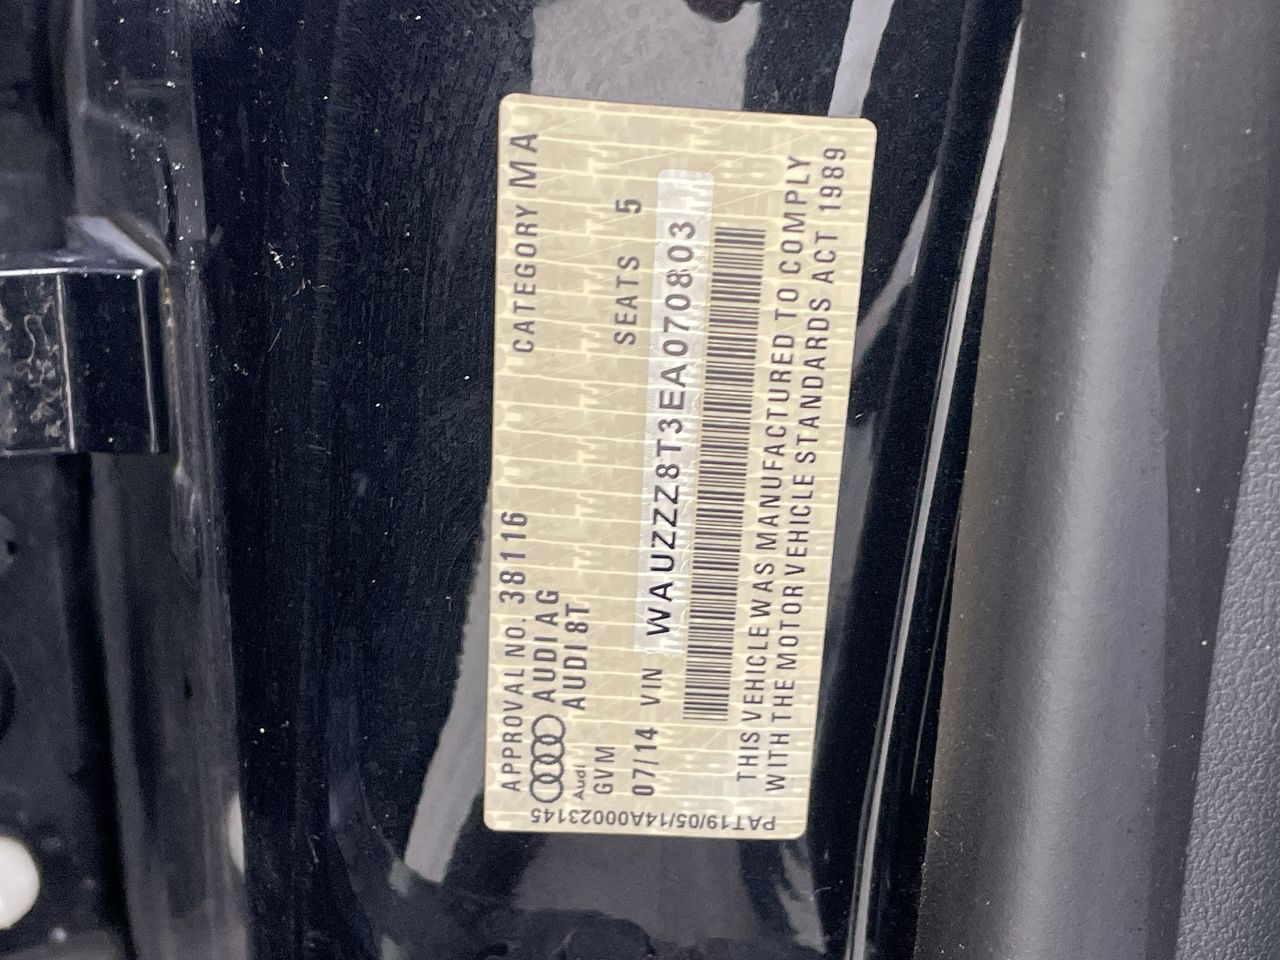 APPROVAL NO. 38116 CATEGORY MA
AUDI AG
AUDI 8T
Audi
GVM SEATS 5
07/14 VIN WAUZZZ8T3EA070803
THIS VEHICLE WAS MANUFACTURED TO COMPLY
WITH THE MOTOR VEHICLE STANDARDS ACT 1989
PAT19/05/14A00023145